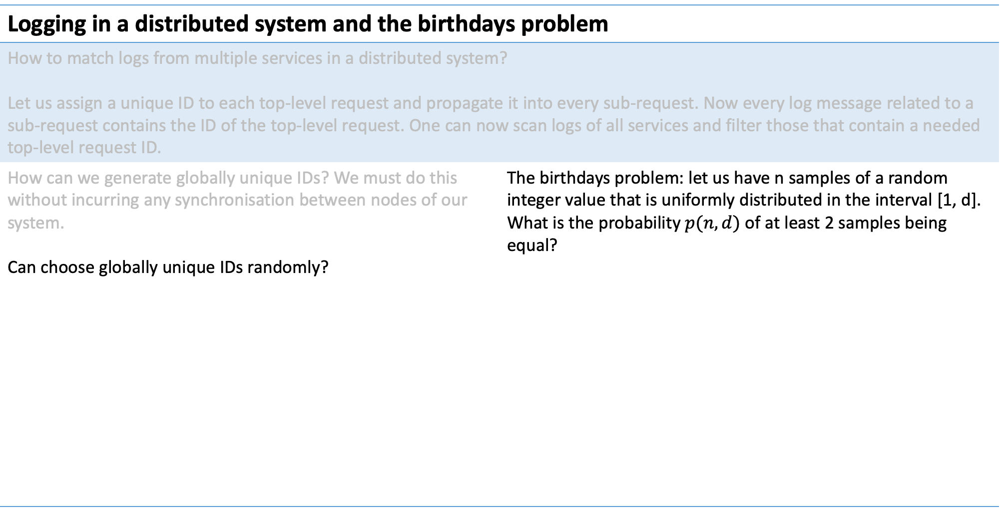 Logging in a distributed system and the birthdays problem
How to match logs from multiple services in a distributed system?
Let us assign a unique ID to each top-level request and propagate it into every sub-request. Now every log message related to a
sub-request contains the ID of the top-level request. One can now scan logs of all services and filter those that contain a needed
top-level request ID.
How can we generate globally unique IDs? We must do this
without incurring any synchronisation between nodes of our
system.
Can choose globally unique IDs randomly?
The birthdays problem: let us have n samples of a random
integer value that is uniformly distributed in the interval [1, d].
What is the probability p(n, d) of at least 2 samples being
equal?